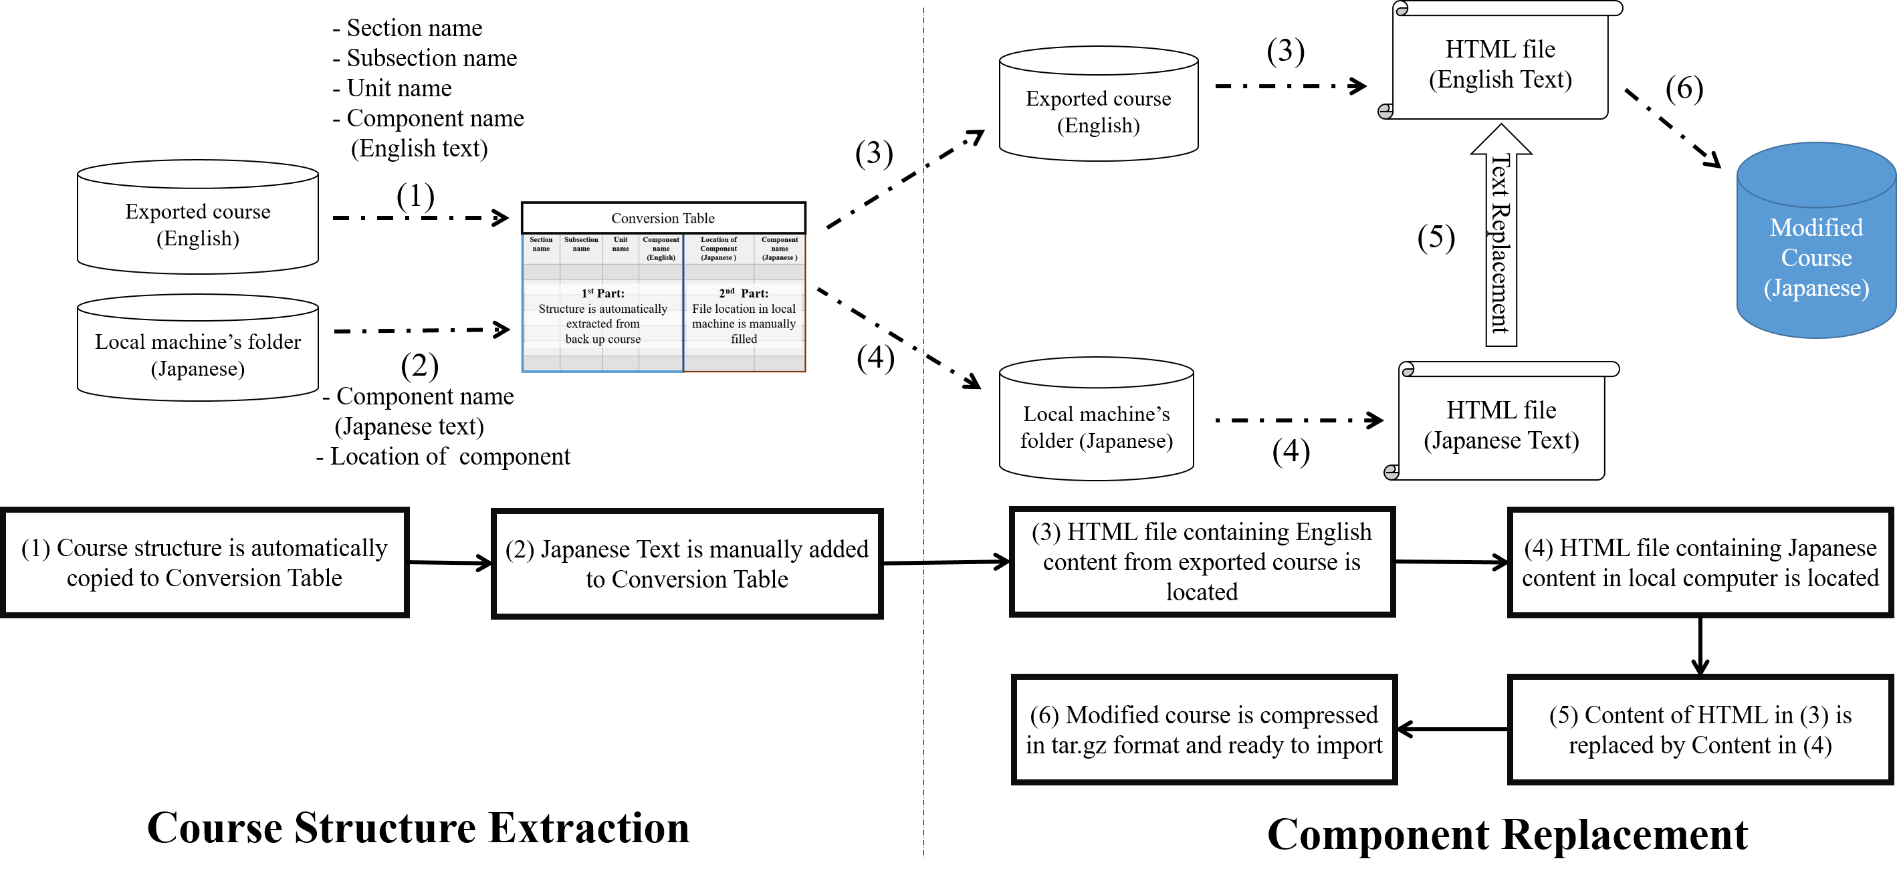 - Section name
- Subsection name
- Unit name
- Component name
(English text)
Exported course
(English)
(1)
Local machine's folder
(Japanese)
(2)
- Component name
(Japanese text)
- Location of component
Conversion Table
Section
name
Subsection
name
Unit
name
Component
name
(English)
Location of
Component
(Japanese )
Component
name
(Japanese )
1st Part:
Structure is automatically
extracted from
back up course
2nd Part:
File location in local
machine is manually
filled
(3)
(4)
Exported course
(English)
(3)
HTML file
(English Text)
(6)
Text Replacement
(5)
Modified
Course
(Japanese)
Local machine's
folder (Japanese)
(4)
HTML file
(Japanese Text)
(1) Course structure is automatically
copied to Conversion Table
(2) Japanese Text is manually added
to Conversion Table
(3) HTML file containing English
content from exported course is
located
(4) HTML file containing Japanese
content in local computer is located
(5) Content of HTML in (3) is
replaced by Content in (4)
(6) Modified course is compressed
in tar.gz format and ready to import
Course Structure Extraction
Component Replacement